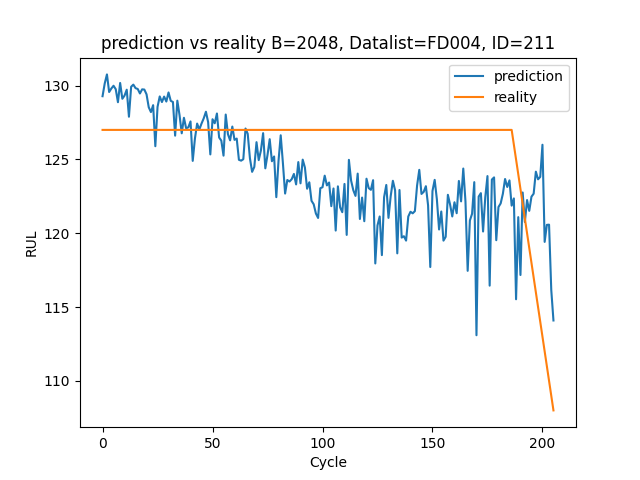 prediction vs reality B=2048, Datalist=FD004, ID=211
prediction
reality
RUL
130
125
120
115
110
0
50
100
150
200
Cycle